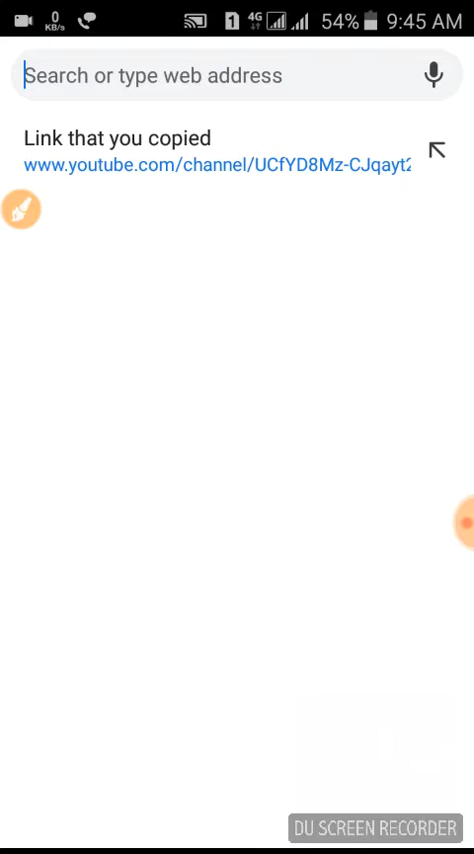 0
KB/s
1
4G
54%
9:45 AM
Search or type web address
Link that you copied
www.youtube.com/channel/UCfYD8Mz-CJqayt2
DU SCREEN RECORDER